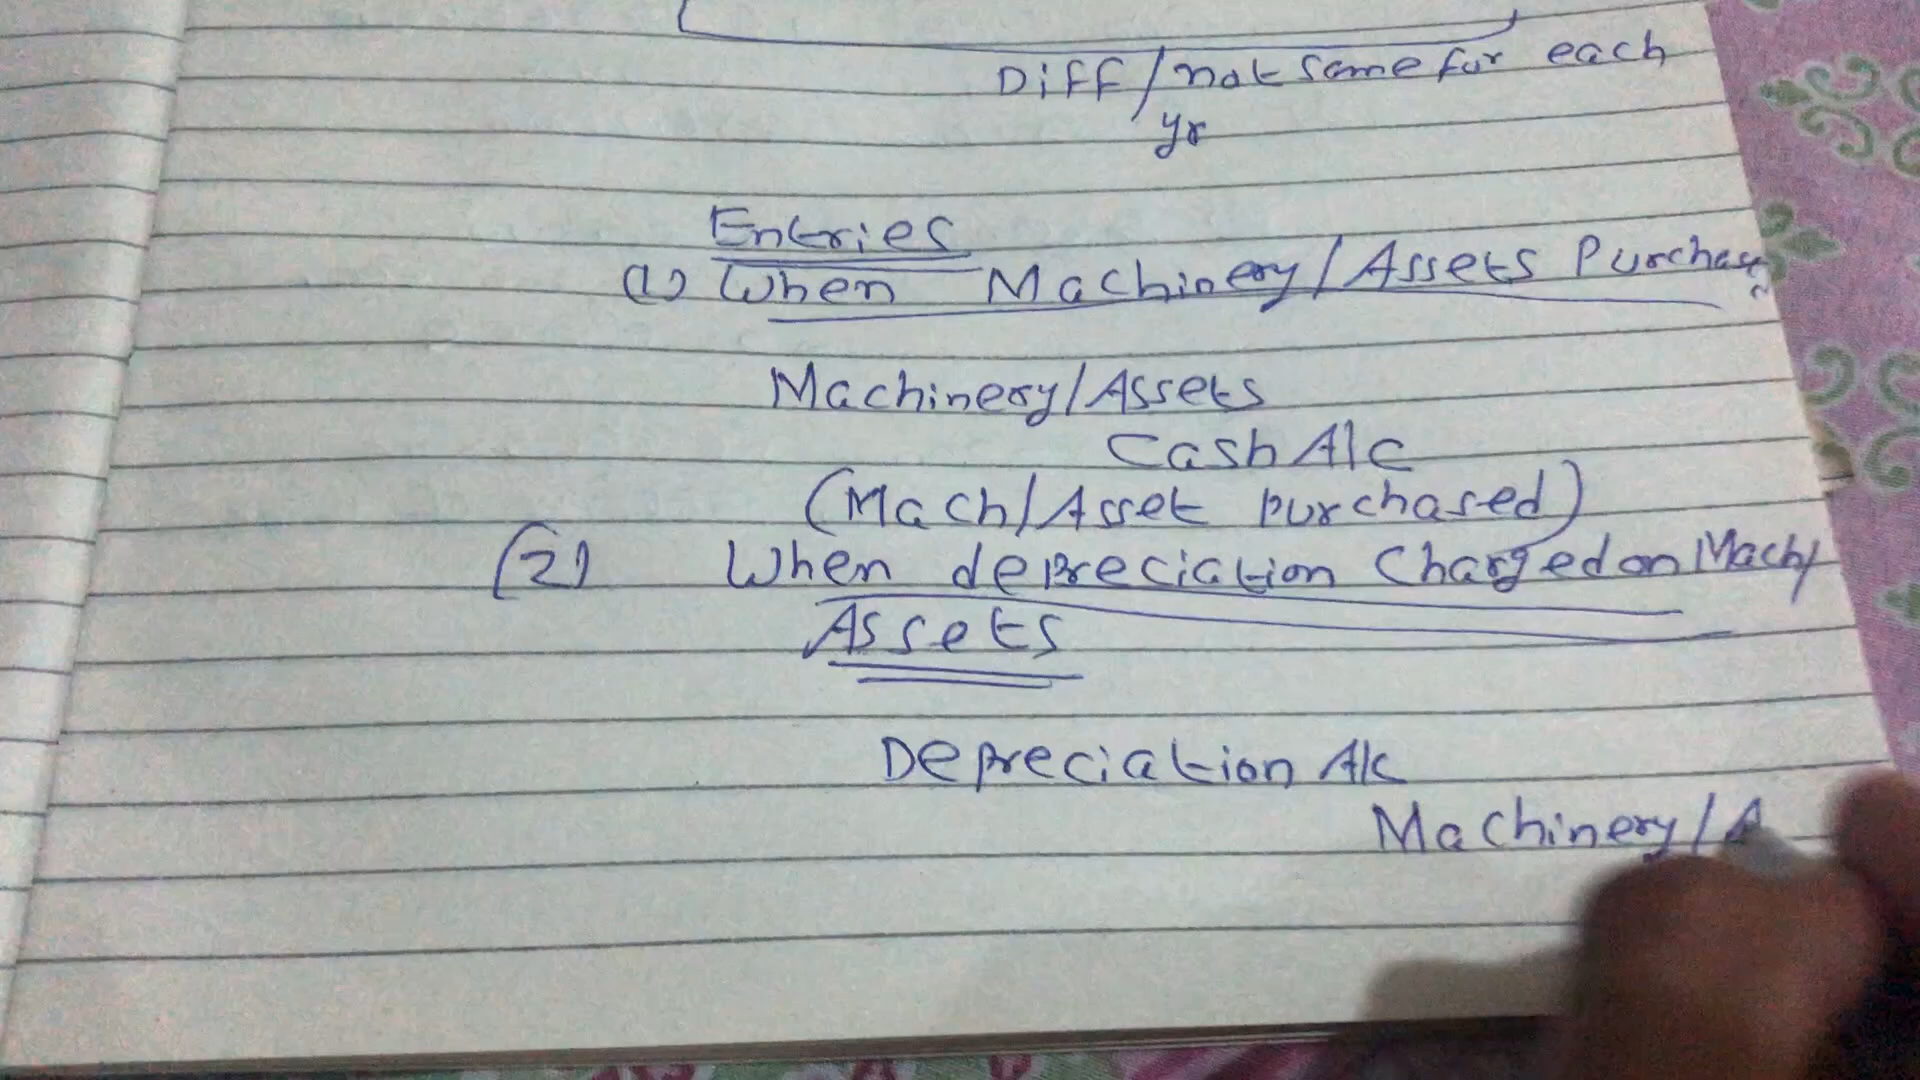 Diff/not same for each
yr
Entries
(1) When Machinery/Assets Purchase
Machinery/Assets
Cash A/c
(Mach/Asset purchased)
(2) When depreciation Charged on Mach/
Assets
Depreciation A/c
Machinery/A